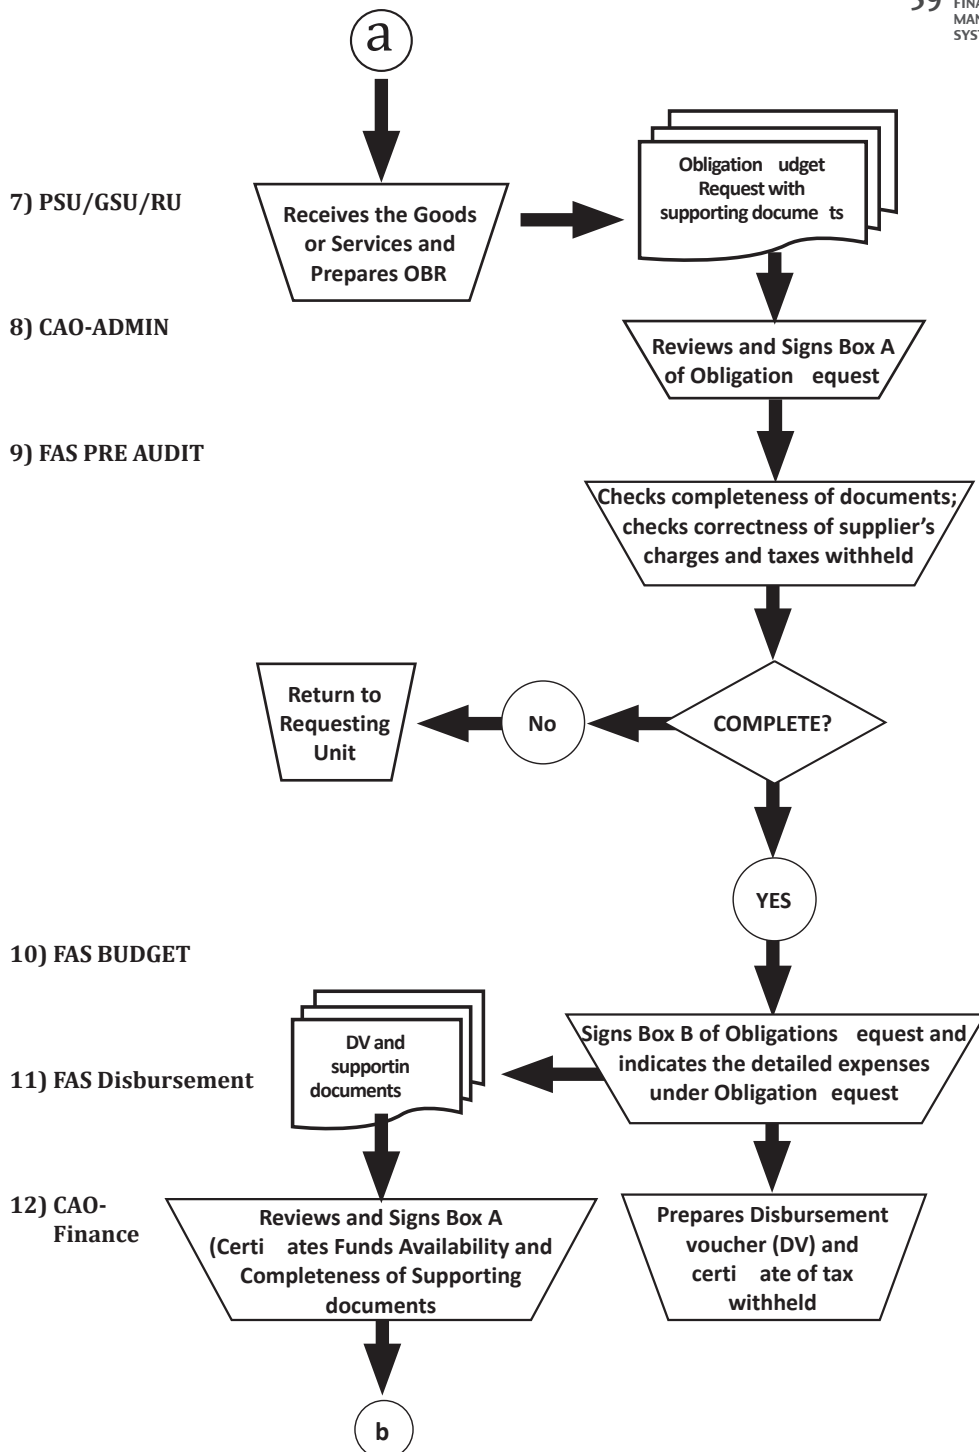 59
a
7) PSU/GSU/RU
Receives the Goods
or Services and
Prepares OBR
Obligation udget
Request with
supporting docume ts
8) CAO-ADMIN
Reviews and Signs Box A
of Obligation equest
9) FAS PRE AUDIT
Checks completeness of documents;
checks correctness of supplier's
charges and taxes withheld
COMPLETE?
No
Return to
Requesting
Unit
YES
10) FAS BUDGET
Signs Box B of Obligations equest and
indicates the detailed expenses
under Obligation equest
11) FAS Disbursement
DV and
supportin
documents
12) CAO-
Finance
Reviews and Signs Box A
(Certi ates Funds Availability and
Completeness of Supporting
documents
Prepares Disbursement
voucher (DV) and
certi ate of tax
withheld
b